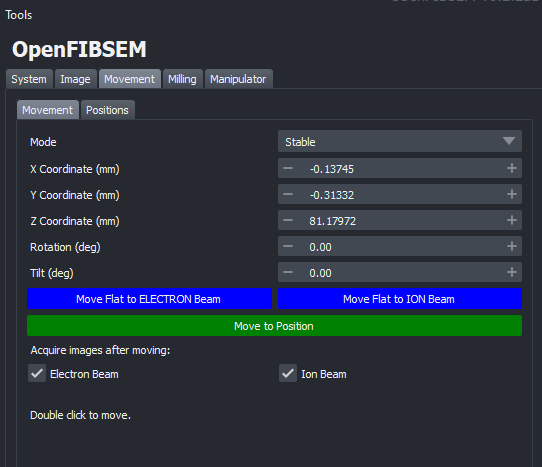 Tools
OpenFIBSEM
System Image Movement Milling Manipulator
Movement Positions
Mode Stable
X Coordinate (mm) -0.13745
Y Coordinate (mm) -0.31332
Z Coordinate (mm) 81.17972
Rotation (deg) 0.00
Tilt (deg) 0.00
Move Flat to ELECTRON Beam Move Flat to ION Beam
Move to Position
Acquire images after moving:
Electron Beam Ion Beam
Double click to move.